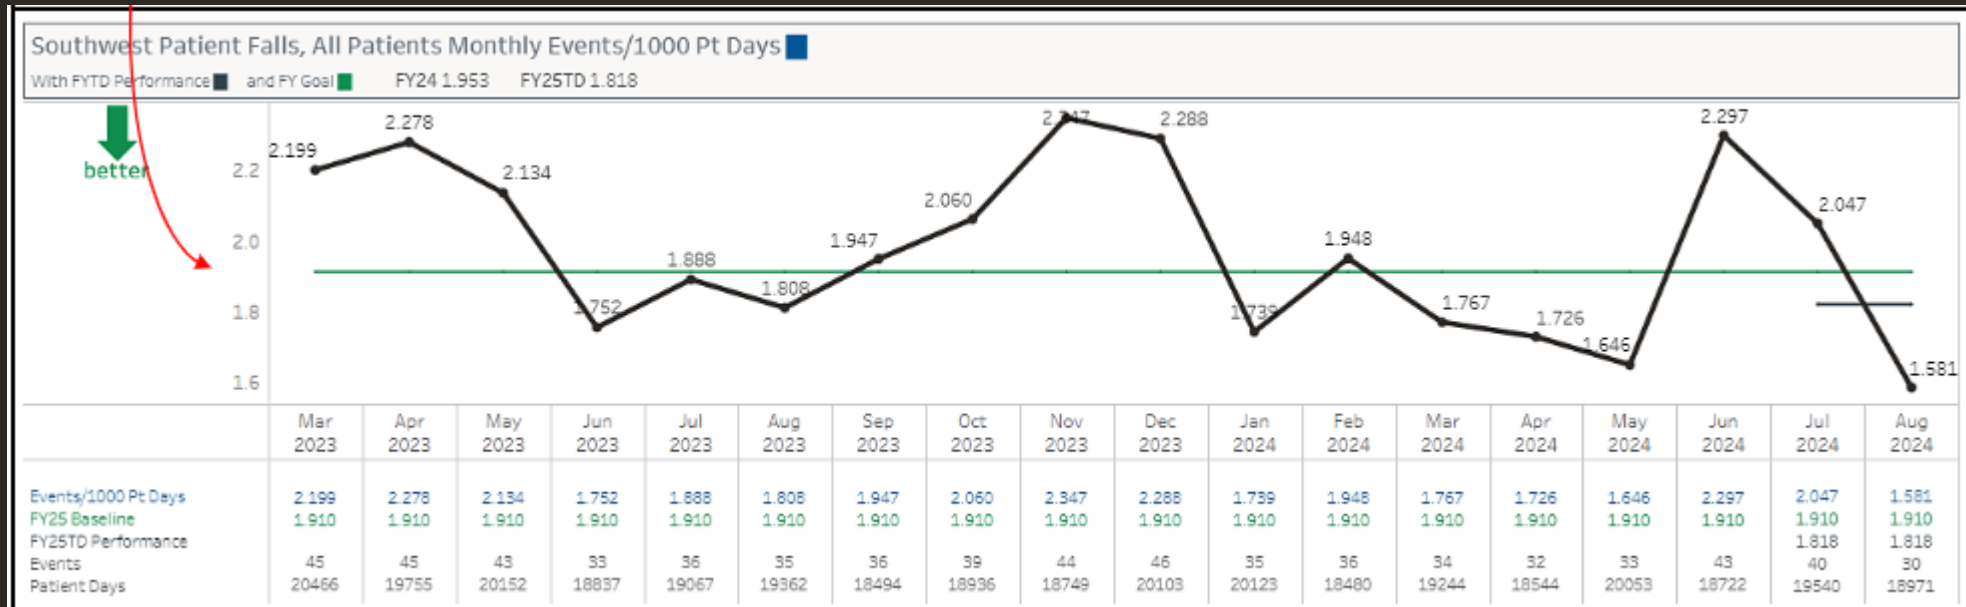 Southwest Patient Falls, All Patients Monthly Events/1000 Pt Days
With FYTD Performance and FY Goal FY24 1.953 FY25TD 1.818
better
2.2
2.0
1.8
1.6
2.199
2.278
2.134
1.752
1.888
1.808
1.947
2.060
2.347
2.288
1.739
1.948
1.767
1.726
1.646
2.297
2.047
1.581
Mar Apr May Jun Jul Aug Sep Oct Nov Dec Jan Feb Mar Apr May Jun Jul Aug
2023 2023 2023 2023 2023 2023 2023 2023 2023 2023 2024 2024 2024 2024 2024 2024 2024 2024
Events/1000 Pt Days 2.199 2.278 2.134 1.752 1.888 1.808 1.947 2.060 2.347 2.288 1.739 1.948 1.767 1.726 1.646 2.297 2.047 1.581
FY25 Baseline 1.910 1.910 1.910 1.910 1.910 1.910 1.910 1.910 1.910 1.910 1.910 1.910 1.910 1.910 1.910 1.910 1.910 1.910
FY25TD Performance 1.818 1.818
Events 45 45 43 33 36 35 36 39 44 46 35 36 34 32 33 43 40 30
Patient Days 20466 19755 20152 18837 19067 19362 18494 18936 18749 20103 20123 18480 19244 18544 20053 18722 19540 18971